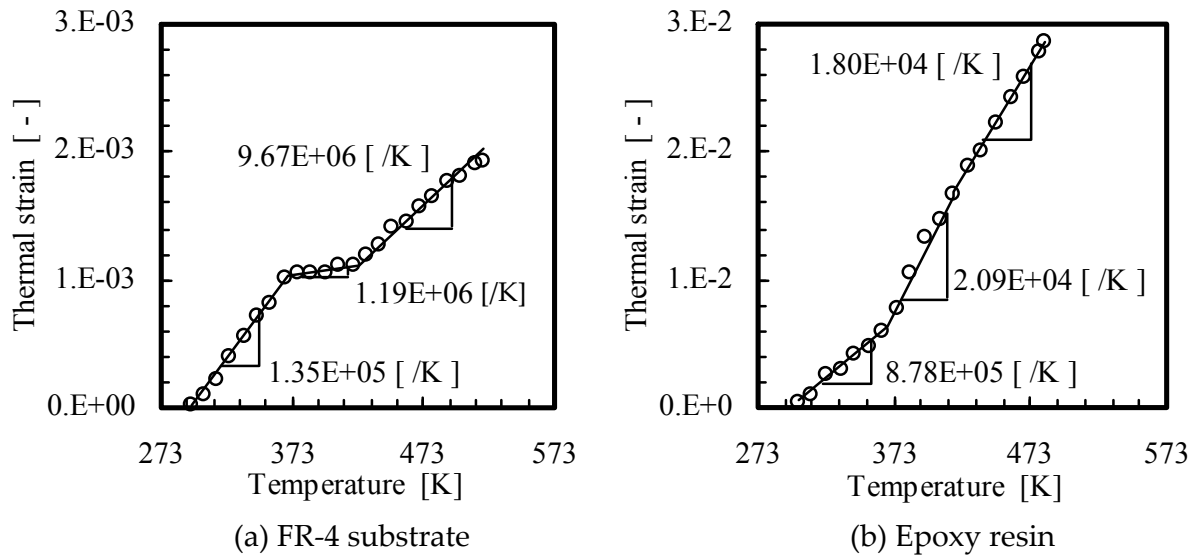 3.E-03
2.E-03
1.E-03
0.E+00
Thermal strain [ - ]
9.67E+06 [ /K ]
1.19E+06 [/K]
1.35E+05 [ /K ]
273
373
473
573
Temperature [K]
(a) FR-4 substrate
3.E-2
2.E-2
1.E-2
0.E+0
Thermal strain [ - ]
1.80E+04 [ /K ]
2.09E+04 [ /K ]
8.78E+05 [ /K ]
273
373
473
573
Temperature [K]
(b) Epoxy resin